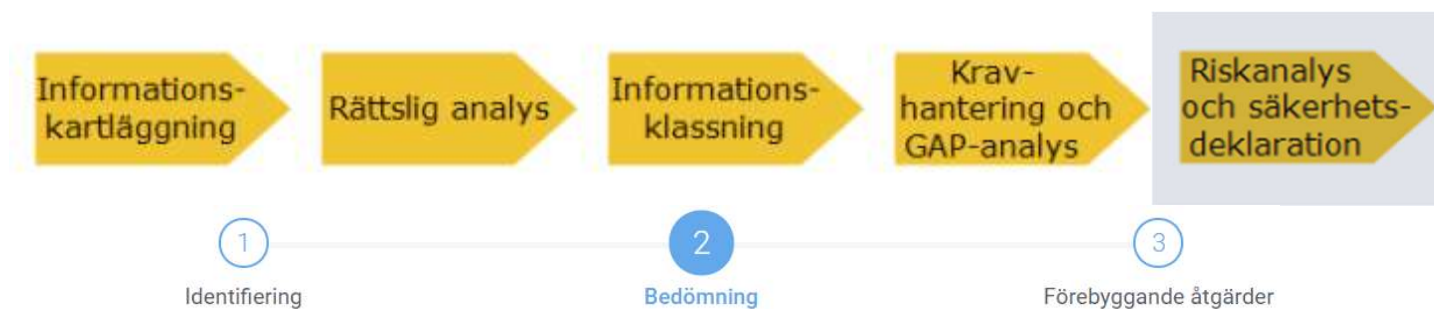 Informations-
kartläggning
Rättslig analys
Informations-
klassning
Krav-
hantering och
GAP-analys
Riskanalys
och säkerhets-
deklaration
1
2
3
Identifiering
Bedömning
Förebyggande åtgärder